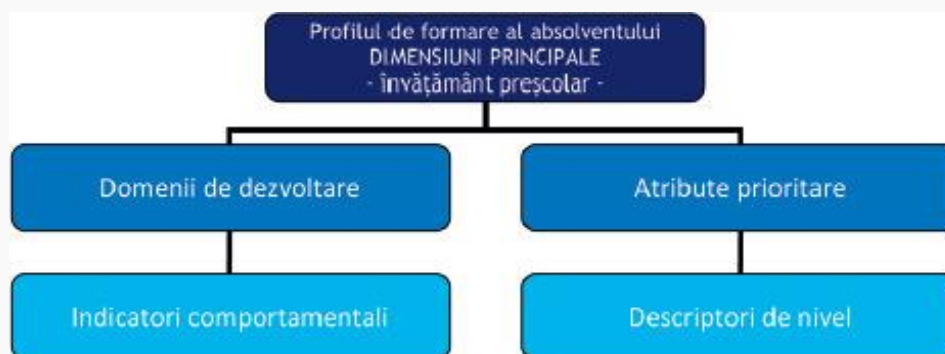 Profilul de formare al absolventului
DIMENSIUNI PRINCIPALE
- învățământ preșcolar -
Domenii de dezvoltare
Atribute prioritare
Indicatori comportamentali
Descriptori de nivel